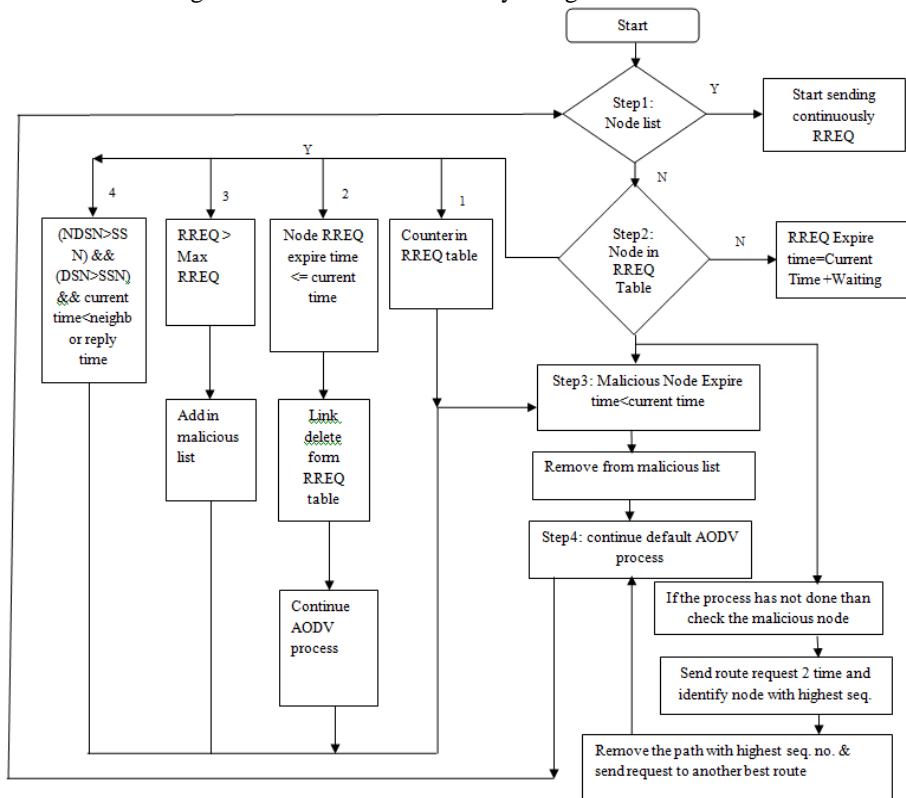 Start
Step1:
Node list
Y
Start sending
continuously
RREQ
N
Y
4
3
2
1
(NDSN>SS
N) &&
(DSN>SSN)
&& current
time<neighb
or reply
time
RREQ >
Max
RREQ
Node RREQ
expire time
<= current
time
Counter in
RREQ table
Step2:
Node in
RREQ
Table
N
RREQ Expire
time=Current
Time +Waiting
Step3: Malicious Node Expire
time<current time
Add in
malicious
list
Link
delete
form
RREQ
table
Remove from malicious list
Step4: continue default AODV
process
Continue
AODV
process
If the process has not done than
check the malicious node
Send route request 2 time and
identify node with highest seq.
Remove the path with highest seq. no. &
send request to another best route